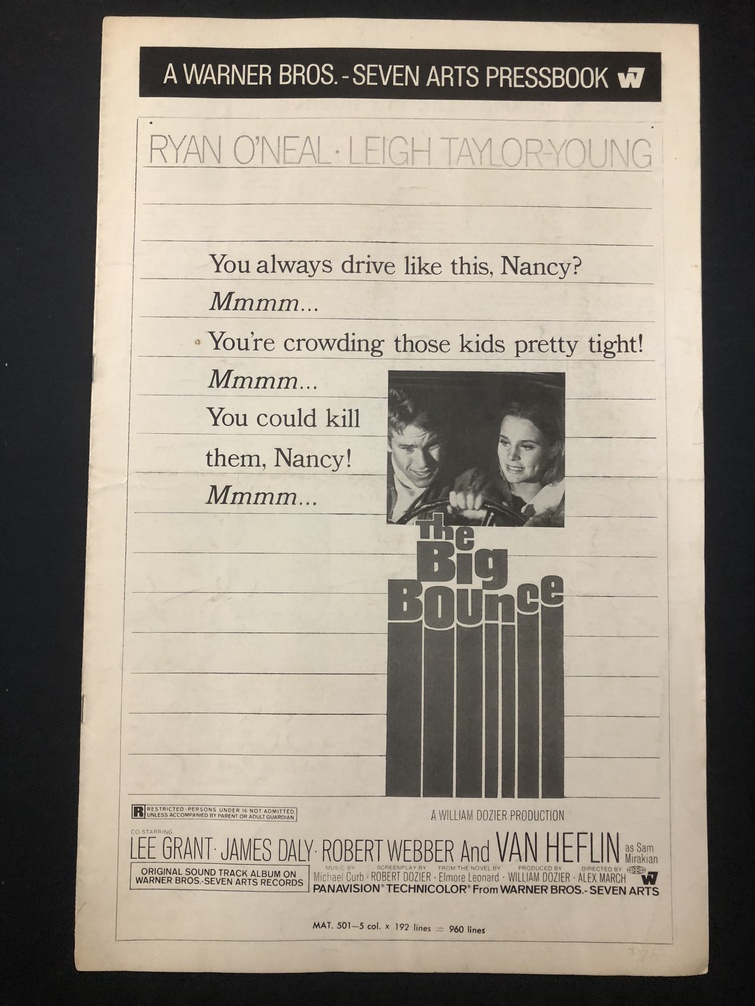 A WARNER BROS.-SEVEN ARTS PRESSBOOK W7
RYAN O'NEAL · LEIGH TAYLOR-YOUNG
You always drive like this, Nancy?
Mmmm...
You're crowding those kids pretty tight!
Mmmm...
You could kill
them, Nancy!
Mmmm...
The
Big
Bounce
R RESTRICTED-PERSONS UNDER 16 NOT ADMITTED,
UNLESS ACCOMPANIED BY PARENT OR ADULT GUARDIAN.
A WILLIAM DOZIER PRODUCTION
CO-STARRING
LEE GRANT · JAMES DALY · ROBERT WEBBER And VAN HEFLIN as Sam Mirakian
ORIGINAL SOUND TRACK ALBUM ON
WARNER BROS.-SEVEN ARTS RECORDS
MUSIC BY SCREENPLAY BY FROM THE NOVEL BY PRODUCED BY DIRECTED BY
Michael Curb · ROBERT DOZIER · Elmore Leonard · WILLIAM DOZIER · ALEX MARCH
PANAVISION® TECHNICOLOR® From WARNER BROS.-SEVEN ARTS W7
MAT. 501—5 col. x 192 lines = 960 lines